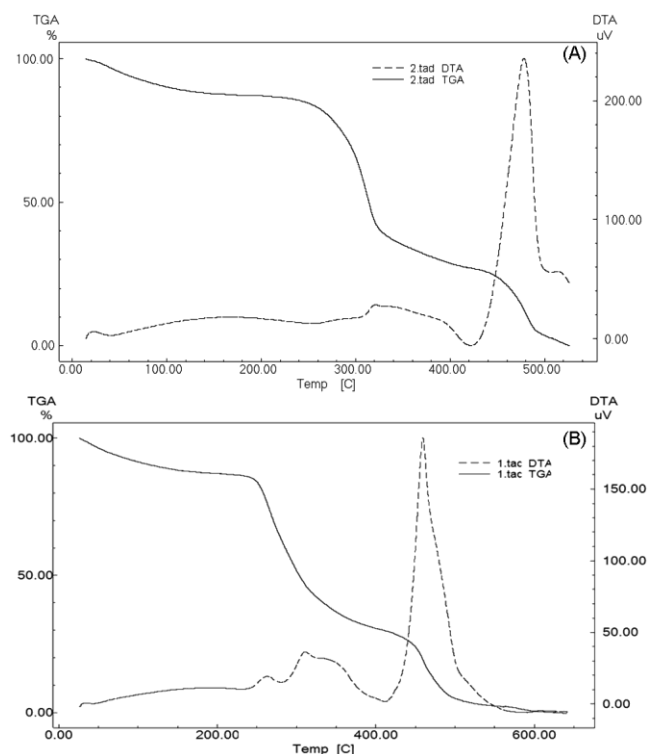 TGA
%
DTA
uV
(A)
2.tad DTA
2.tad TGA
100.00
50.00
0.00
200.00
100.00
0.00
0.00 100.00 200.00 300.00 400.00 500.00
Temp [C]
TGA
%
DTA
uV
(B)
1.tac DTA
1.tac TGA
100.00
50.00
0.00
150.00
100.00
50.00
0.00
0.00 200.00 400.00 600.00
Temp [C]